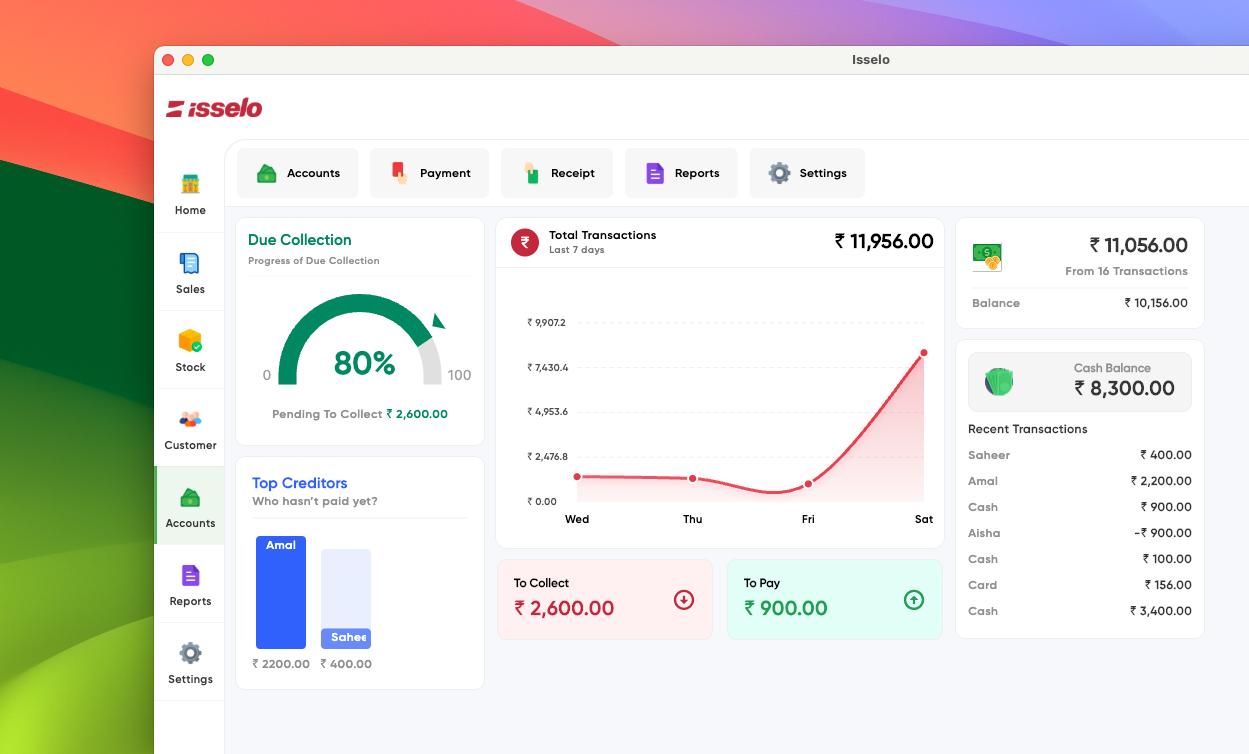 Isselo
isselo
Home
Sales
Stock
Customer
Accounts
Reports
Settings
Accounts
Payment
Receipt
Reports
Settings
Due Collection
Progress of Due Collection
0
80%
100
Pending To Collect ₹ 2,600.00
Top Creditors
Who hasn't paid yet?
Amal
Sahee
₹ 2200.00
₹ 400.00
₹
Total Transactions
Last 7 days
₹ 11,956.00
₹ 9,907.2
₹ 7,430.4
₹ 4,953.6
₹ 2,476.8
₹ 0.00
Wed
Thu
Fri
Sat
To Collect
₹ 2,600.00
To Pay
₹ 900.00
₹ 11,056.00
From 16 Transactions
Balance ₹ 10,156.00
Cash Balance
₹ 8,300.00
Recent Transactions
Saheer ₹ 400.00
Amal ₹ 2,200.00
Cash ₹ 900.00
Aisha -₹ 900.00
Cash ₹ 100.00
Card ₹ 156.00
Cash ₹ 3,400.00